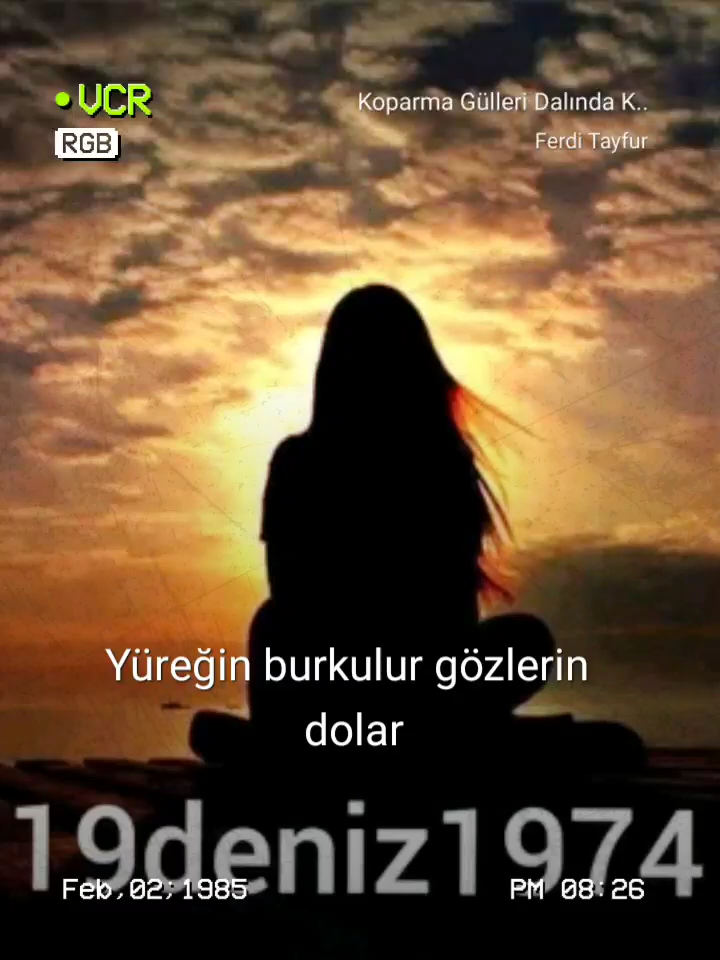 VCR
RGB
Koparma Gülleri Dalında K..
Ferdi Tayfur
Yüreğin burkulur gözlerin
dolar
19deniz1974
Feb,02;1985
PM 08:26